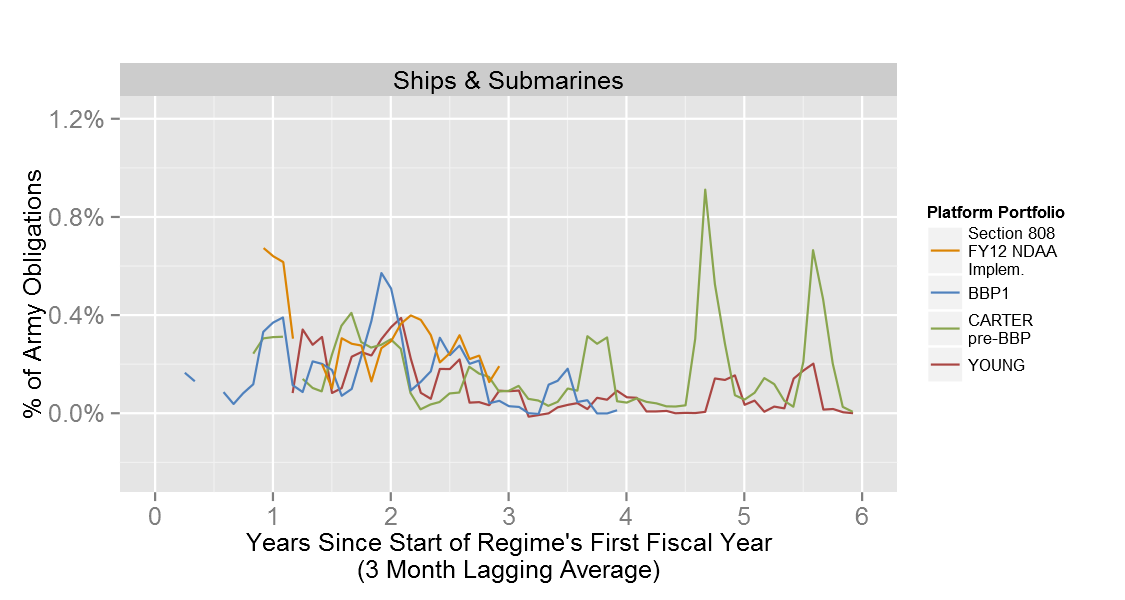 Ships & Submarines
1.2%
0.8%
0.4%
0.0%
% of Army Obligations
0 1 2 3 4 5 6
Years Since Start of Regime's First Fiscal Year
(3 Month Lagging Average)
Platform Portfolio
Section 808
FY12 NDAA
Implem.
BBP1
CARTER
pre-BBP
YOUNG